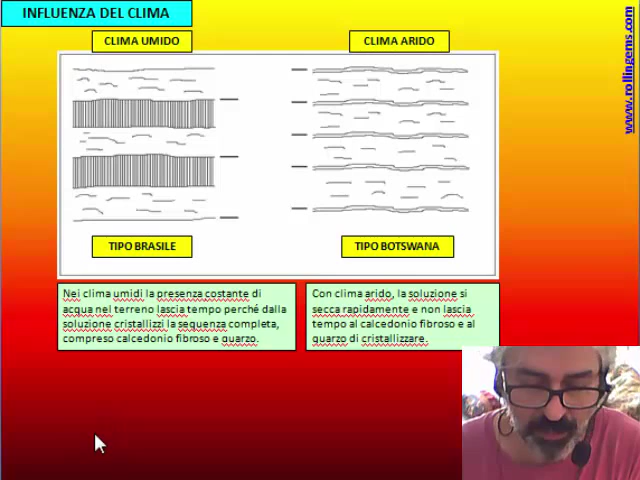 INFLUENZA DEL CLIMA
www.rollingems.com
CLIMA UMIDO
CLIMA ARIDO
TIPO BRASILE
TIPO BOTSWANA
Nei clima umidi la presenza costante di
acqua nel terreno lascia tempo perché dalla
soluzione cristallizzi la sequenza completa,
compreso calcedonio fibroso e quarzo.
Con clima arido, la soluzione si
secca rapidamente e non lascia
tempo al calcedonio fibroso e al
quarzo di cristallizzare.